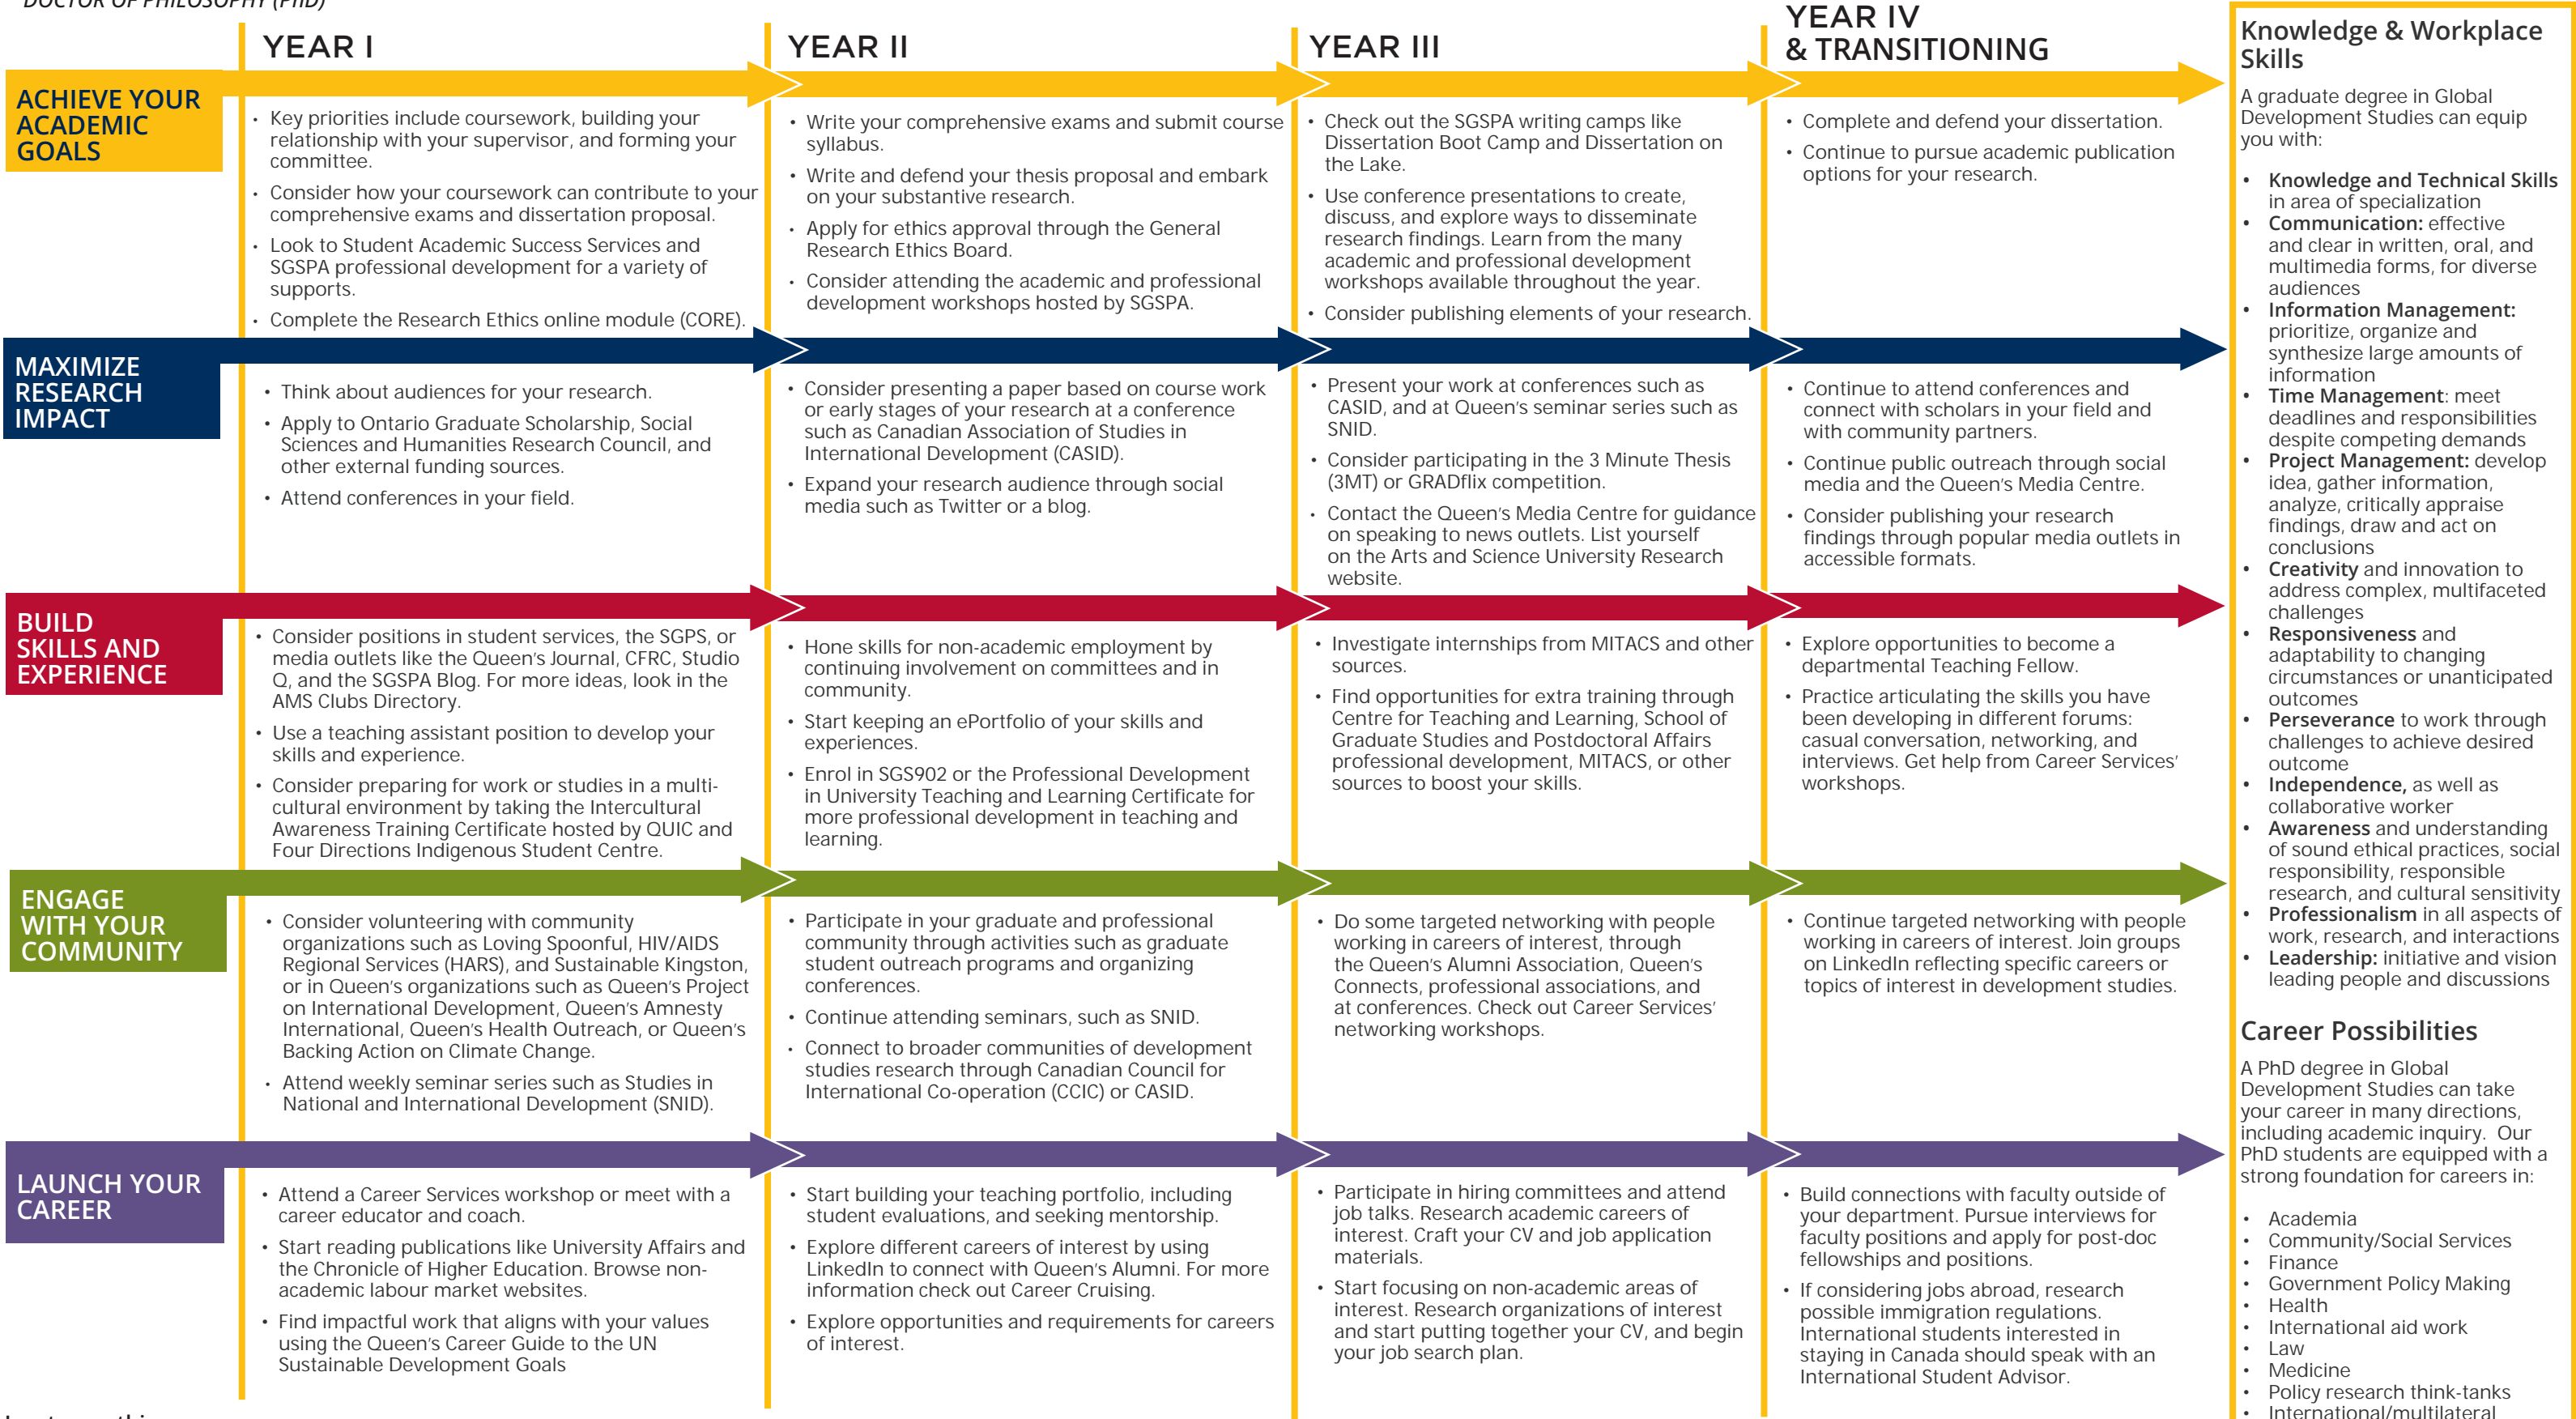 DOCTOR OF PHILOSOPHY (PhD)
YEAR I
YEAR II
YEAR III
YEAR IV
& TRANSITIONING
ACHIEVE YOUR
ACADEMIC
GOALS
• Key priorities include coursework, building your
relationship with your supervisor, and forming your
committee.
• Consider how your coursework can contribute to your
comprehensive exams and dissertation proposal.
• Look to Student Academic Success Services and
SGSPA professional development for a variety of
supports.
• Complete the Research Ethics online module (CORE).
• Write your comprehensive exams and submit course
syllabus.
• Write and defend your thesis proposal and embark
on your substantive research.
• Apply for ethics approval through the General
Research Ethics Board.
• Consider attending the academic and professional
development workshops hosted by SGSPA.
• Check out the SGSPA writing camps like
Dissertation Boot Camp and Dissertation on
the Lake.
• Use conference presentations to create,
discuss, and explore ways to disseminate
research findings. Learn from the many
academic and professional development
workshops available throughout the year.
• Consider publishing elements of your research.
• Complete and defend your dissertation.
• Continue to pursue academic publication
options for your research.
MAXIMIZE
RESEARCH
IMPACT
• Think about audiences for your research.
• Apply to Ontario Graduate Scholarship, Social
Sciences and Humanities Research Council, and
other external funding sources.
• Attend conferences in your field.
• Consider presenting a paper based on course work
or early stages of your research at a conference
such as Canadian Association of Studies in
International Development (CASID).
• Expand your research audience through social
media such as Twitter or a blog.
• Present your work at conferences such as
CASID, and at Queen's seminar series such as
SNID.
• Consider participating in the 3 Minute Thesis
(3MT) or GRADflix competition.
• Contact the Queen's Media Centre for guidance
on speaking to news outlets. List yourself
on the Arts and Science University Research
website.
• Continue to attend conferences and
connect with scholars in your field and
with community partners.
• Continue public outreach through social
media and the Queen's Media Centre.
• Consider publishing your research
findings through popular media outlets in
accessible formats.
BUILD
SKILLS AND
EXPERIENCE
• Consider positions in student services, the SGPS, or
media outlets like the Queen's Journal, CFRC, Studio
Q, and the SGSPA Blog. For more ideas, look in the
AMS Clubs Directory.
• Use a teaching assistant position to develop your
skills and experience.
• Consider preparing for work or studies in a multi-
cultural environment by taking the Intercultural
Awareness Training Certificate hosted by QUIC and
Four Directions Indigenous Student Centre.
• Hone skills for non-academic employment by
continuing involvement on committees and in
community.
• Start keeping an ePortfolio of your skills and
experiences.
• Enrol in SGS902 or the Professional Development
in University Teaching and Learning Certificate for
more professional development in teaching and
learning.
• Investigate internships from MITACS and other
sources.
• Find opportunities for extra training through
Centre for Teaching and Learning, School of
Graduate Studies and Postdoctoral Affairs
professional development, MITACS, or other
sources to boost your skills.
• Explore opportunities to become a
departmental Teaching Fellow.
• Practice articulating the skills you have
been developing in different forums:
casual conversation, networking, and
interviews. Get help from Career Services'
workshops.
ENGAGE
WITH YOUR
COMMUNITY
• Consider volunteering with community
organizations such as Loving Spoonful, HIV/AIDS
Regional Services (HARS), and Sustainable Kingston,
or in Queen's organizations such as Queen's Project
on International Development, Queen's Amnesty
International, Queen's Health Outreach, or Queen's
Backing Action on Climate Change.
• Attend weekly seminar series such as Studies in
National and International Development (SNID).
• Participate in your graduate and professional
community through activities such as graduate
student outreach programs and organizing
conferences.
• Continue attending seminars, such as SNID.
• Connect to broader communities of development
studies research through Canadian Council for
International Co-operation (CCIC) or CASID.
• Do some targeted networking with people
working in careers of interest, through
the Queen's Alumni Association, Queen's
Connects, professional associations, and
at conferences. Check out Career Services'
networking workshops.
• Continue targeted networking with people
working in careers of interest. Join groups
on LinkedIn reflecting specific careers or
topics of interest in development studies.
LAUNCH YOUR
CAREER
• Attend a Career Services workshop or meet with a
career educator and coach.
• Start reading publications like University Affairs and
the Chronicle of Higher Education. Browse non-
academic labour market websites.
• Find impactful work that aligns with your values
using the Queen's Career Guide to the UN
Sustainable Development Goals
• Start building your teaching portfolio, including
student evaluations, and seeking mentorship.
• Explore different careers of interest by using
LinkedIn to connect with Queen's Alumni. For more
information check out Career Cruising.
• Explore opportunities and requirements for careers
of interest.
• Participate in hiring committees and attend
job talks. Research academic careers of
interest. Craft your CV and job application
materials.
• Start focusing on non-academic areas of
interest. Research organizations of interest
and start putting together your CV, and begin
your job search plan.
• Build connections with faculty outside of
your department. Pursue interviews for
faculty positions and apply for post-doc
fellowships and positions.
• If considering jobs abroad, research
possible immigration regulations.
International students interested in
staying in Canada should speak with an
International Student Advisor.
Knowledge & Workplace
Skills
A graduate degree in Global
Development Studies can equip
you with:
• Knowledge and Technical Skills
in area of specialization
• Communication: effective
and clear in written, oral, and
multimedia forms, for diverse
audiences
• Information Management:
prioritize, organize and
synthesize large amounts of
information
• Time Management: meet
deadlines and responsibilities
despite competing demands
• Project Management: develop
idea, gather information,
analyze, critically appraise
findings, draw and act on
conclusions
• Creativity and innovation to
address complex, multifaceted
challenges
• Responsiveness and
adaptability to changing
circumstances or unanticipated
outcomes
• Perseverance to work through
challenges to achieve desired
outcome
• Independence, as well as
collaborative worker
• Awareness and understanding
of sound ethical practices, social
responsibility, responsible
research, and cultural sensitivity
• Professionalism in all aspects of
work, research, and interactions
• Leadership: initiative and vision
leading people and discussions
Career Possibilities
A PhD degree in Global
Development Studies can take
your career in many directions,
including academic inquiry. Our
PhD students are equipped with a
strong foundation for careers in:
• Academia
• Community/Social Services
• Finance
• Government Policy Making
• Health
• International aid work
• Law
• Medicine
• Policy research think-tanks
• International/multilateral